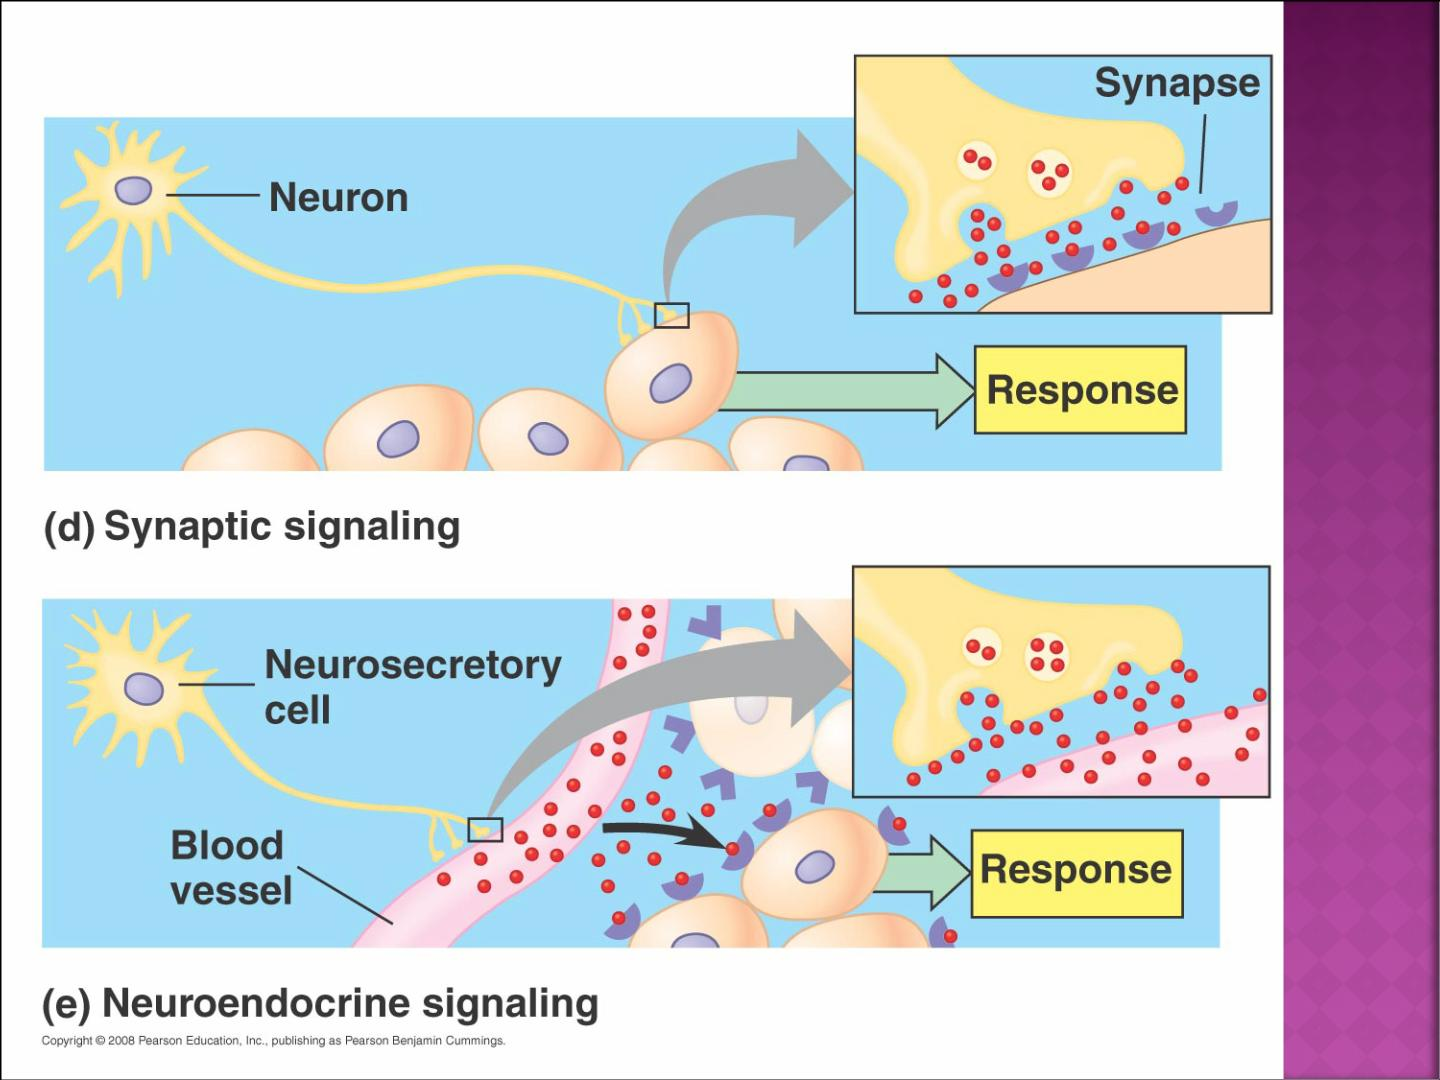 Synapse
Neuron
Response
(d) Synaptic signaling
Neurosecretory
cell
Blood
vessel
Response
(e) Neuroendocrine signaling
Copyright © 2008 Pearson Education, Inc., publishing as Pearson Benjamin Cummings.